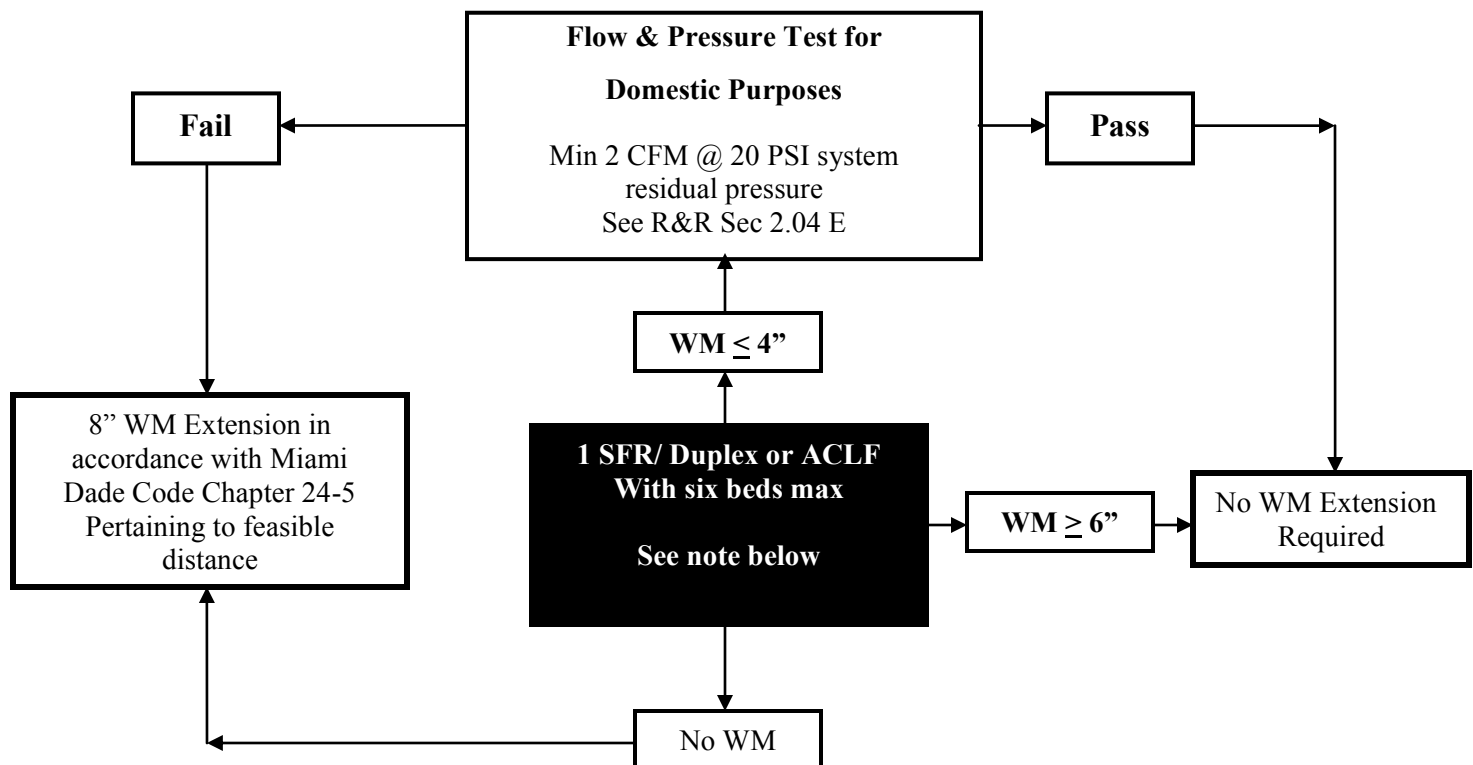 Flow & Pressure Test for
Domestic Purposes
Min 2 CFM @ 20 PSI system
residual pressure
See R&R Sec 2.04 E
Fail
Pass
WM ≤ 4”
8” WM Extension in
accordance with Miami
Dade Code Chapter 24-5
Pertaining to feasible
distance
1 SFR/ Duplex or ACLF
With six beds max
See note below
WM ≥ 6”
No WM Extension
Required
No WM